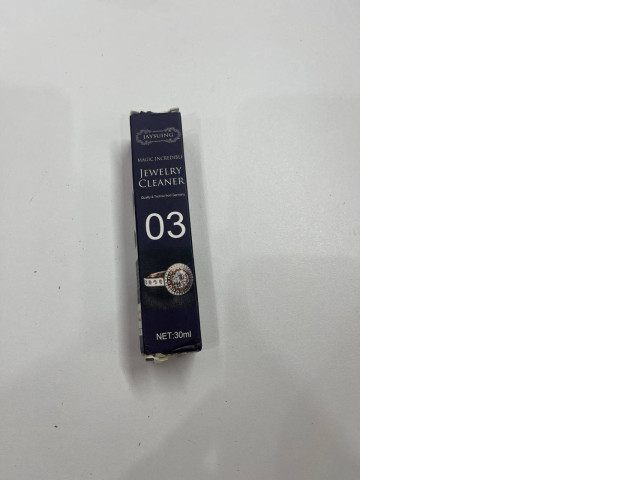 JAYSUING
MAGIC INCREDIBLE
JEWELRY
CLEANER
03
NET:30ml